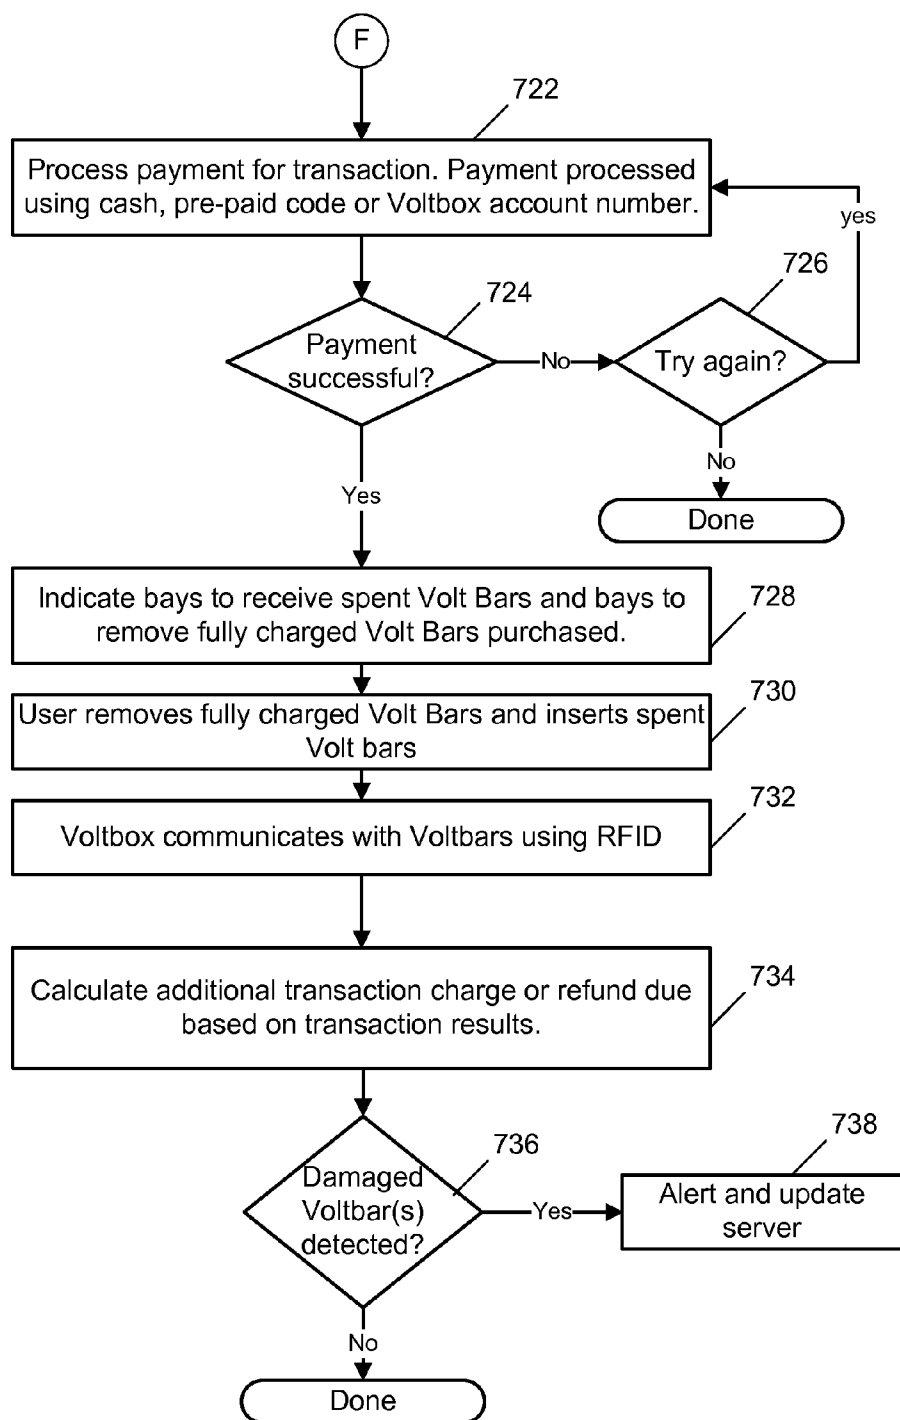 F
722
Process payment for transaction. Payment processed
using cash, pre-paid code or Voltbox account number.
yes
724
726
Payment
successful?
No
Try again?
No
Yes
Done
Indicate bays to receive spent Volt Bars and bays to
remove fully charged Volt Bars purchased.
728
730
User removes fully charged Volt Bars and inserts spent
Volt bars
732
Voltbox communicates with Voltbars using RFID
734
Calculate additional transaction charge or refund due
based on transaction results.
736
738
Damaged
Voltbar(s)
detected?
Yes
Alert and update
server
No
Done